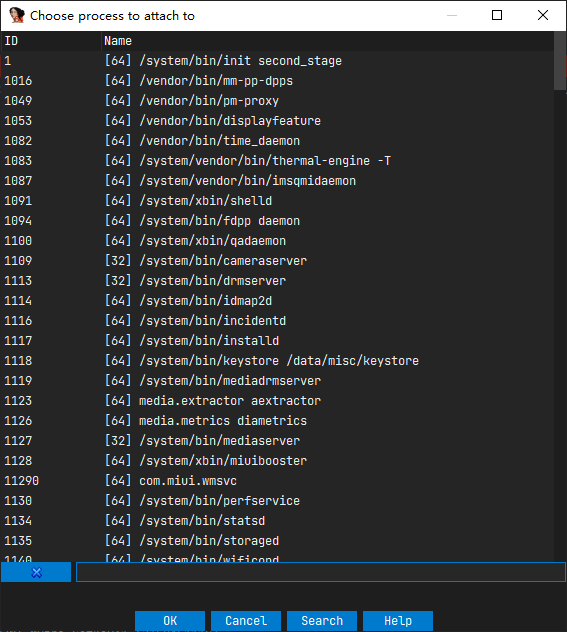 Choose process to attach to
ID Name
1 [64] /system/bin/init second_stage
1016 [64] /vendor/bin/mm-pp-dpps
1049 [64] /vendor/bin/pm-proxy
1053 [64] /vendor/bin/displayfeature
1082 [64] /vendor/bin/time_daemon
1083 [64] /system/vendor/bin/thermal-engine -T
1087 [64] /system/vendor/bin/imsqmidaemon
1091 [64] /system/xbin/shelld
1094 [64] /system/bin/fdpp daemon
1100 [64] /system/xbin/qadaemon
1109 [32] /system/bin/cameraserver
1113 [32] /system/bin/drmserver
1114 [64] /system/bin/idmap2d
1116 [64] /system/bin/incidentd
1117 [64] /system/bin/installd
1118 [64] /system/bin/keystore /data/misc/keystore
1119 [64] /system/bin/mediadrmserver
1123 [64] media.extractor aextractor
1126 [64] media.metrics diametrics
1127 [32] /system/bin/mediaserver
1128 [64] /system/xbin/miuibooster
11290 [64] com.miui.wmsvc
1130 [64] /system/bin/perfservice
1134 [64] /system/bin/statsd
1135 [64] /system/bin/storaged
1140 [64] /system/bin/wificond
OK Cancel Search Help